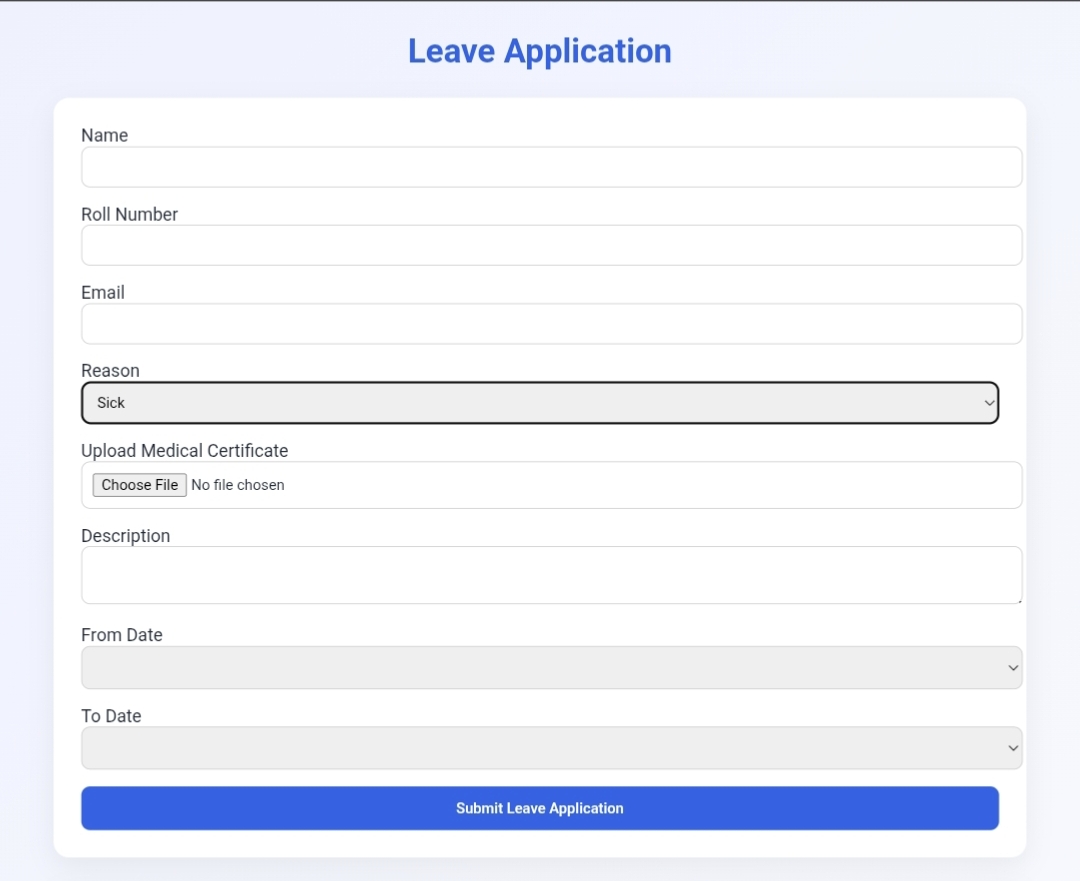 Leave Application
Name
Roll Number
Email
Reason
Sick
Upload Medical Certificate
Choose File No file chosen
Description
From Date
To Date
Submit Leave Application